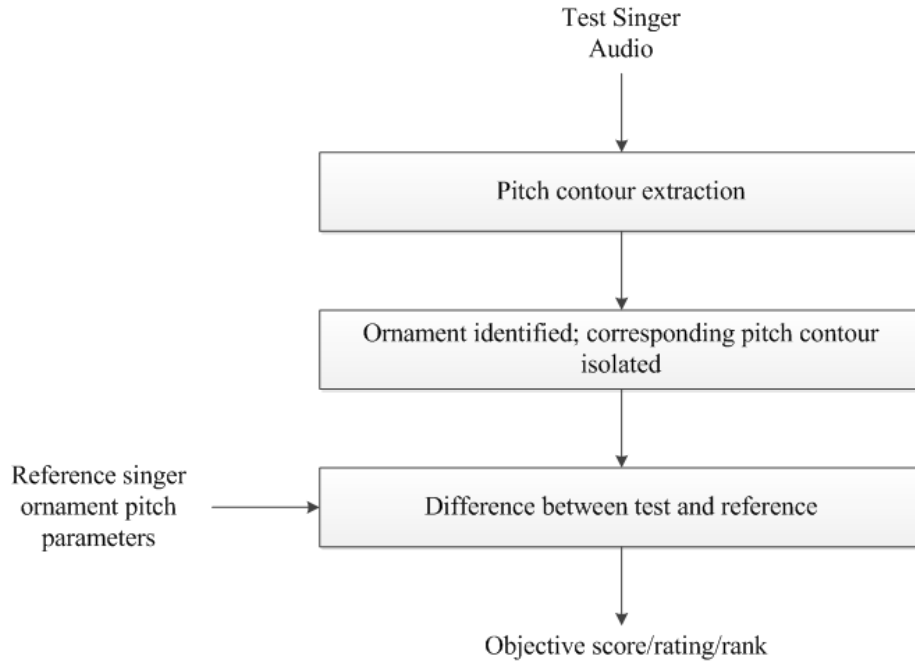 Test Singer
Audio
Pitch contour extraction
Ornament identified; corresponding pitch contour
isolated
Reference singer
ornament pitch
parameters
Difference between test and reference
Objective score/rating/rank